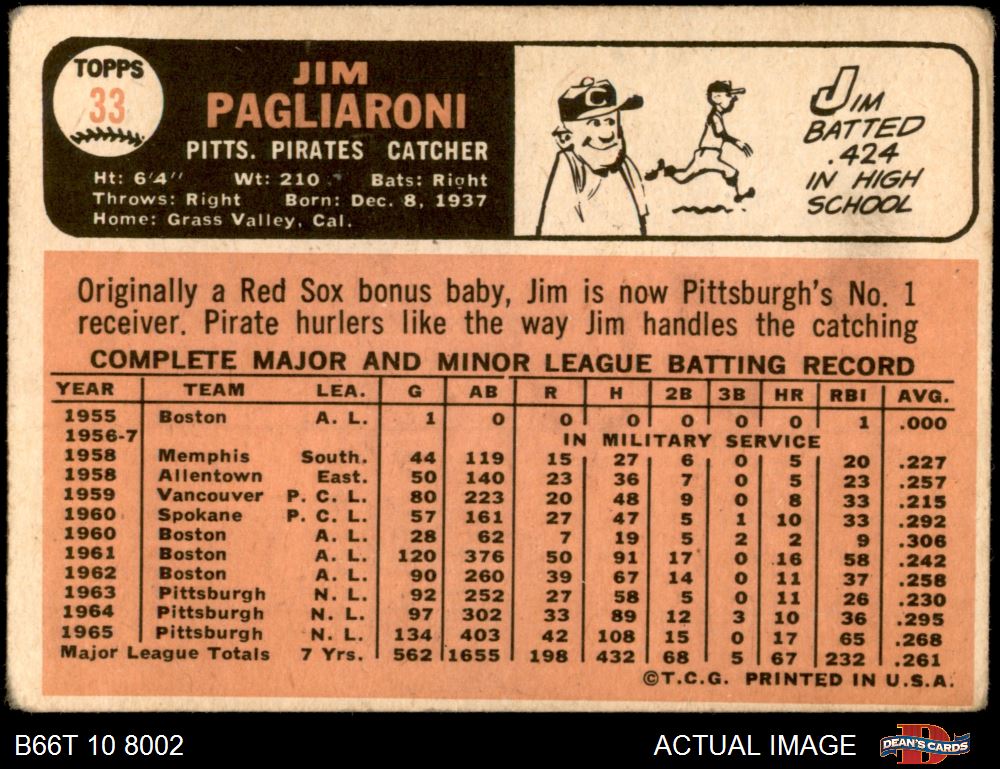 TOPPS
33
JIM
PAGLIARONI
PITTS. PIRATES CATCHER
Ht: 6'4" Wt: 210 Bats: Right
Throws: Right Born: Dec. 8, 1937
Home: Grass Valley, Cal.
C
JIM
BATTED
.424
IN HIGH
SCHOOL
Originally a Red Sox bonus baby, Jim is now Pittsburgh's No. 1
receiver. Pirate hurlers like the way Jim handles the catching
COMPLETE MAJOR AND MINOR LEAGUE BATTING RECORD
YEAR TEAM LEA. G AB R H 2B 3B HR RBI AVG.
1955 Boston A. L. 1 0 0 0 0 0 0 1 .000
1956-7 IN MILITARY SERVICE
1958 Memphis South. 44 119 15 27 6 0 5 20 .227
1958 Allentown East. 50 140 23 36 7 0 5 23 .257
1959 Vancouver P. C. L. 80 223 20 48 9 0 8 33 .215
1960 Spokane P. C. L. 57 161 27 47 5 1 10 33 .292
1960 Boston A. L. 28 62 7 19 5 2 2 9 .306
1961 Boston A. L. 120 376 50 91 17 0 16 58 .242
1962 Boston A. L. 90 260 39 67 14 0 11 37 .258
1963 Pittsburgh N. L. 92 252 27 58 5 0 11 26 .230
1964 Pittsburgh N. L. 97 302 33 89 12 3 10 36 .295
1965 Pittsburgh N. L. 134 403 42 108 15 0 17 65 .268
Major League Totals 7 Yrs. 562 1655 198 432 68 5 67 232 .261
©T.C.G. PRINTED IN U.S.A.
B66T 10 8002
ACTUAL IMAGE
D
DEAN'S CARDS